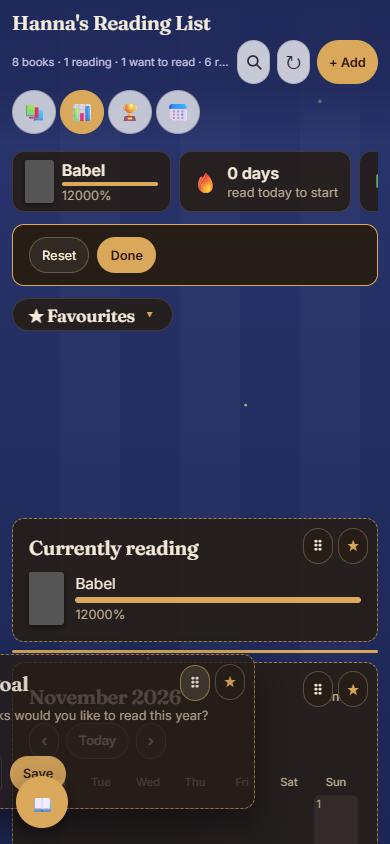 Hanna's Reading List
8 books · 1 reading · 1 want to read · 6 r...
+ Add
Babel
12000%
0 days
read today to start
Reset
Done
★ Favourites ▼
Currently reading
Babel
12000%
oal
November 2026
ks would you like to read this year?
‹
Today
›
Save
Tue
Wed
Thu
Fri
Sat
Sun
1